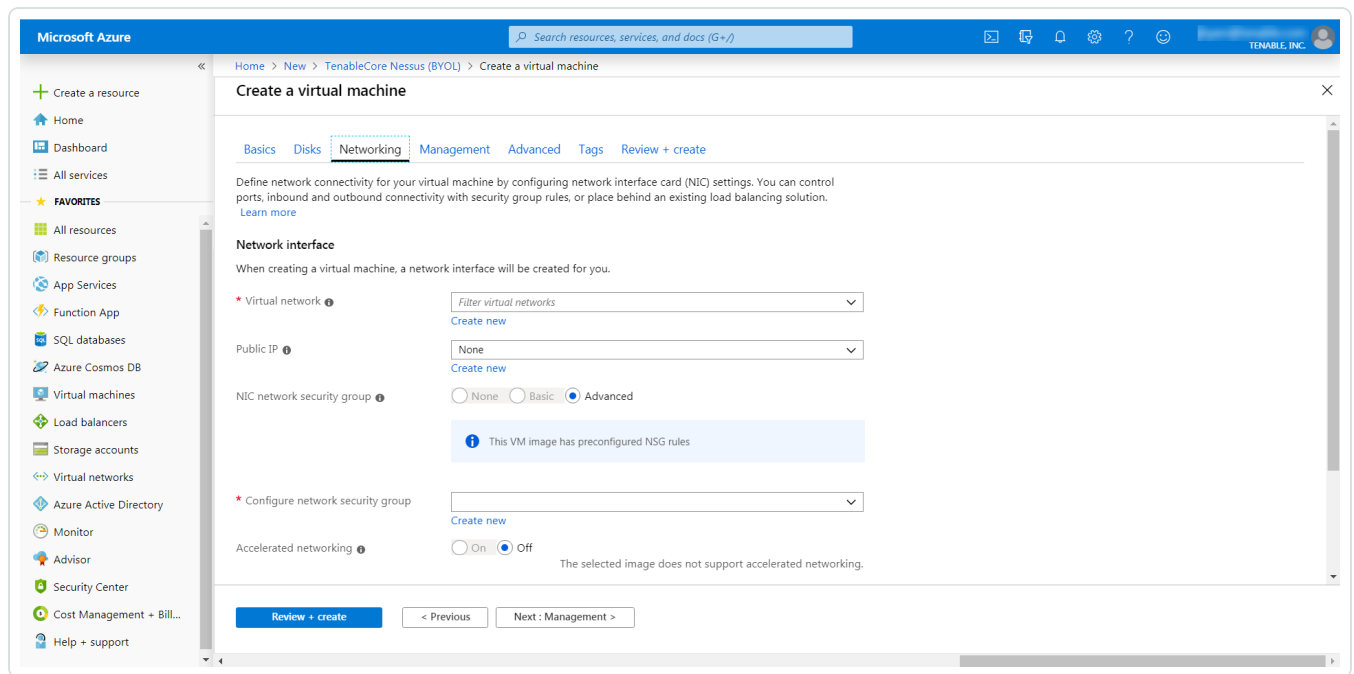 Microsoft Azure
Search resources, services, and docs (G+/)
TENABLE, INC.
«
Create a resource
Home
Dashboard
All services
FAVORITES
All resources
Resource groups
App Services
Function App
SQL databases
Azure Cosmos DB
Virtual machines
Load balancers
Storage accounts
Virtual networks
Azure Active Directory
Monitor
Advisor
Security Center
Cost Management + Bill...
Help + support
Home > New > TenableCore Nessus (BYOL) > Create a virtual machine
Create a virtual machine
Basics Disks Networking Management Advanced Tags Review + create
Define network connectivity for your virtual machine by configuring network interface card (NIC) settings. You can control
ports, inbound and outbound connectivity with security group rules, or place behind an existing load balancing solution.
Learn more
Network interface
When creating a virtual machine, a network interface will be created for you.
* Virtual network
Filter virtual networks
Create new
Public IP
None
Create new
NIC network security group
None Basic Advanced
This VM image has preconfigured NSG rules
* Configure network security group
Create new
Accelerated networking
On Off
The selected image does not support accelerated networking.
Review + create
< Previous
Next : Management >